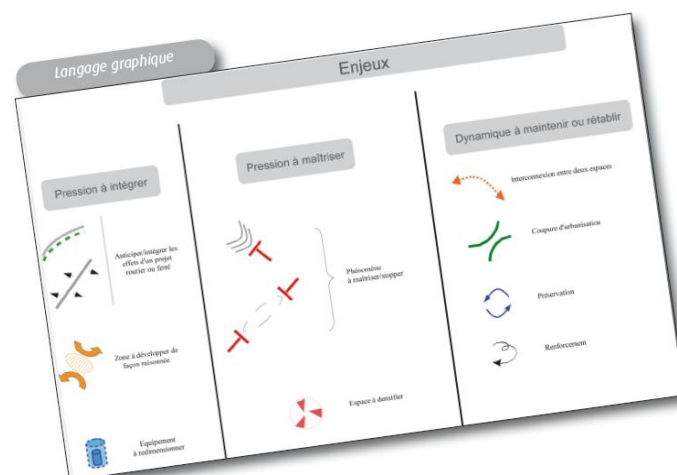 Langage graphique
Enjeux
Pression à intégrer
Anticiper/intégrer les
effets d'un projet
routier ou ferré
Zone à développer de
façon raisonnée
Equipement
à redimensionner
Pression à maîtriser
Phénomène
à maîtriser/stopper
Espace à densifier
Dynamique à maintenir ou rétablir
Interconnexion entre deux espaces
Coupure d'urbanisation
Préservation
Renforcement